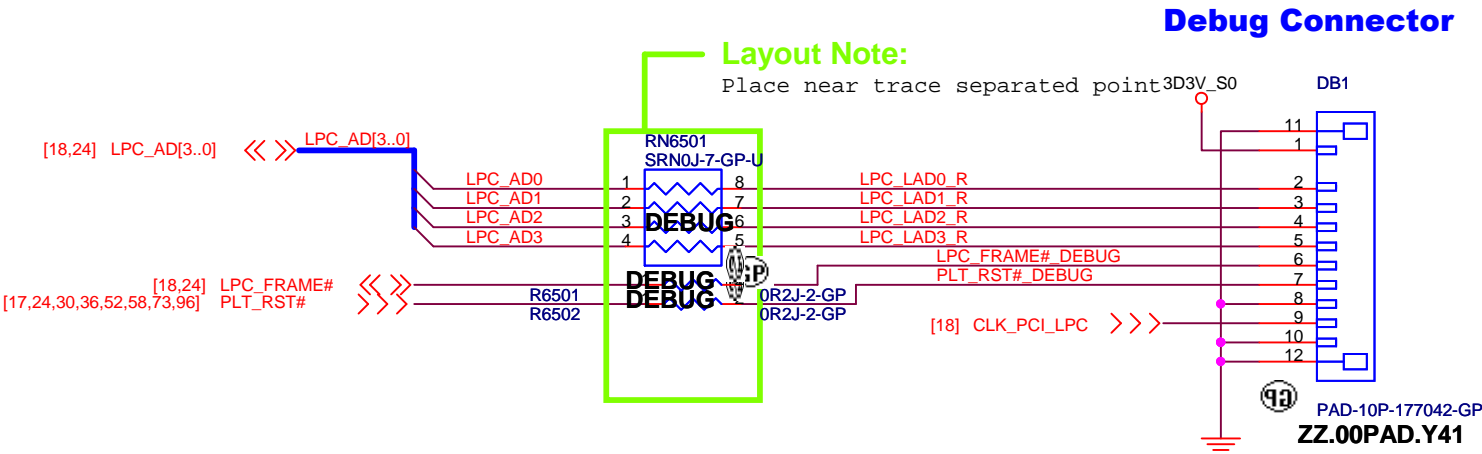 Debug Connector
Layout Note:
Place near trace separated point
3D3V_S0
DB1
RN6501
SRN0J-7-GP-U
[18,24] LPC_AD[3..0]
LPC_AD[3..0]
11
1
LPC_AD0 1 8 LPC_LAD0_R 2
LPC_AD1 2 7 LPC_LAD1_R 3
LPC_AD2 3 DEBUG 6 LPC_LAD2_R 4
LPC_AD3 4 5 LPC_LAD3_R 5
LPC_FRAME#_DEBUG 6
PLT_RST#_DEBUG 7
[18,24] LPC_FRAME# DEBUG GP
[17,24,30,36,52,58,73,96] PLT_RST# R6501 DEBUG 0R2J-2-GP
R6502 0R2J-2-GP
8
[18] CLK_PCI_LPC 9
10
12
GP
PAD-10P-177042-GP
ZZ.00PAD.Y41